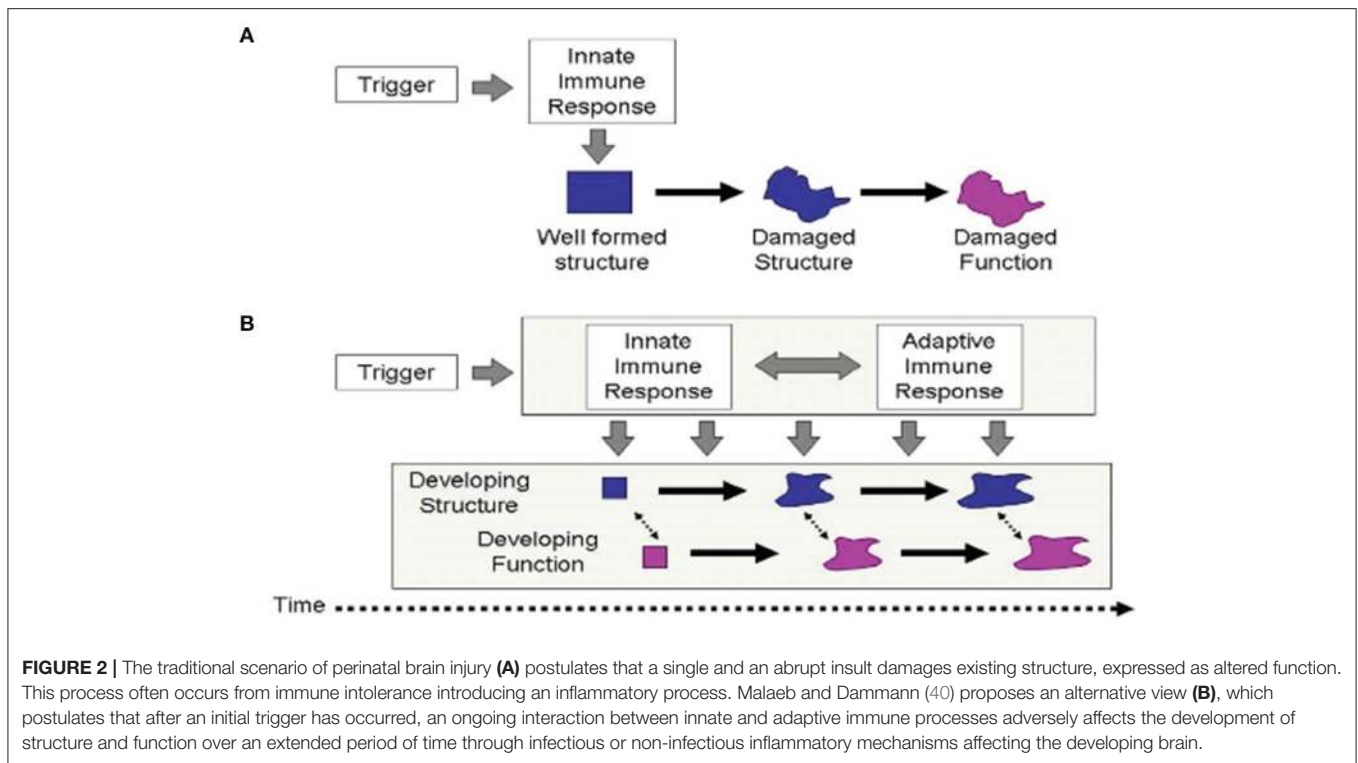 A
Trigger
Innate
Immune
Response
Well formed
structure
Damaged
Structure
Damaged
Function
B
Trigger
Innate
Immune
Response
Adaptive
Immune
Response
Developing
Structure
Developing
Function
Time
FIGURE 2 | The traditional scenario of perinatal brain injury (A) postulates that a single and an abrupt insult damages existing structure, expressed as altered function.
This process often occurs from immune intolerance introducing an inflammatory process. Malaeb and Dammann (40) proposes an alternative view (B), which
postulates that after an initial trigger has occurred, an ongoing interaction between innate and adaptive immune processes adversely affects the development of
structure and function over an extended period of time through infectious or non-infectious inflammatory mechanisms affecting the developing brain.